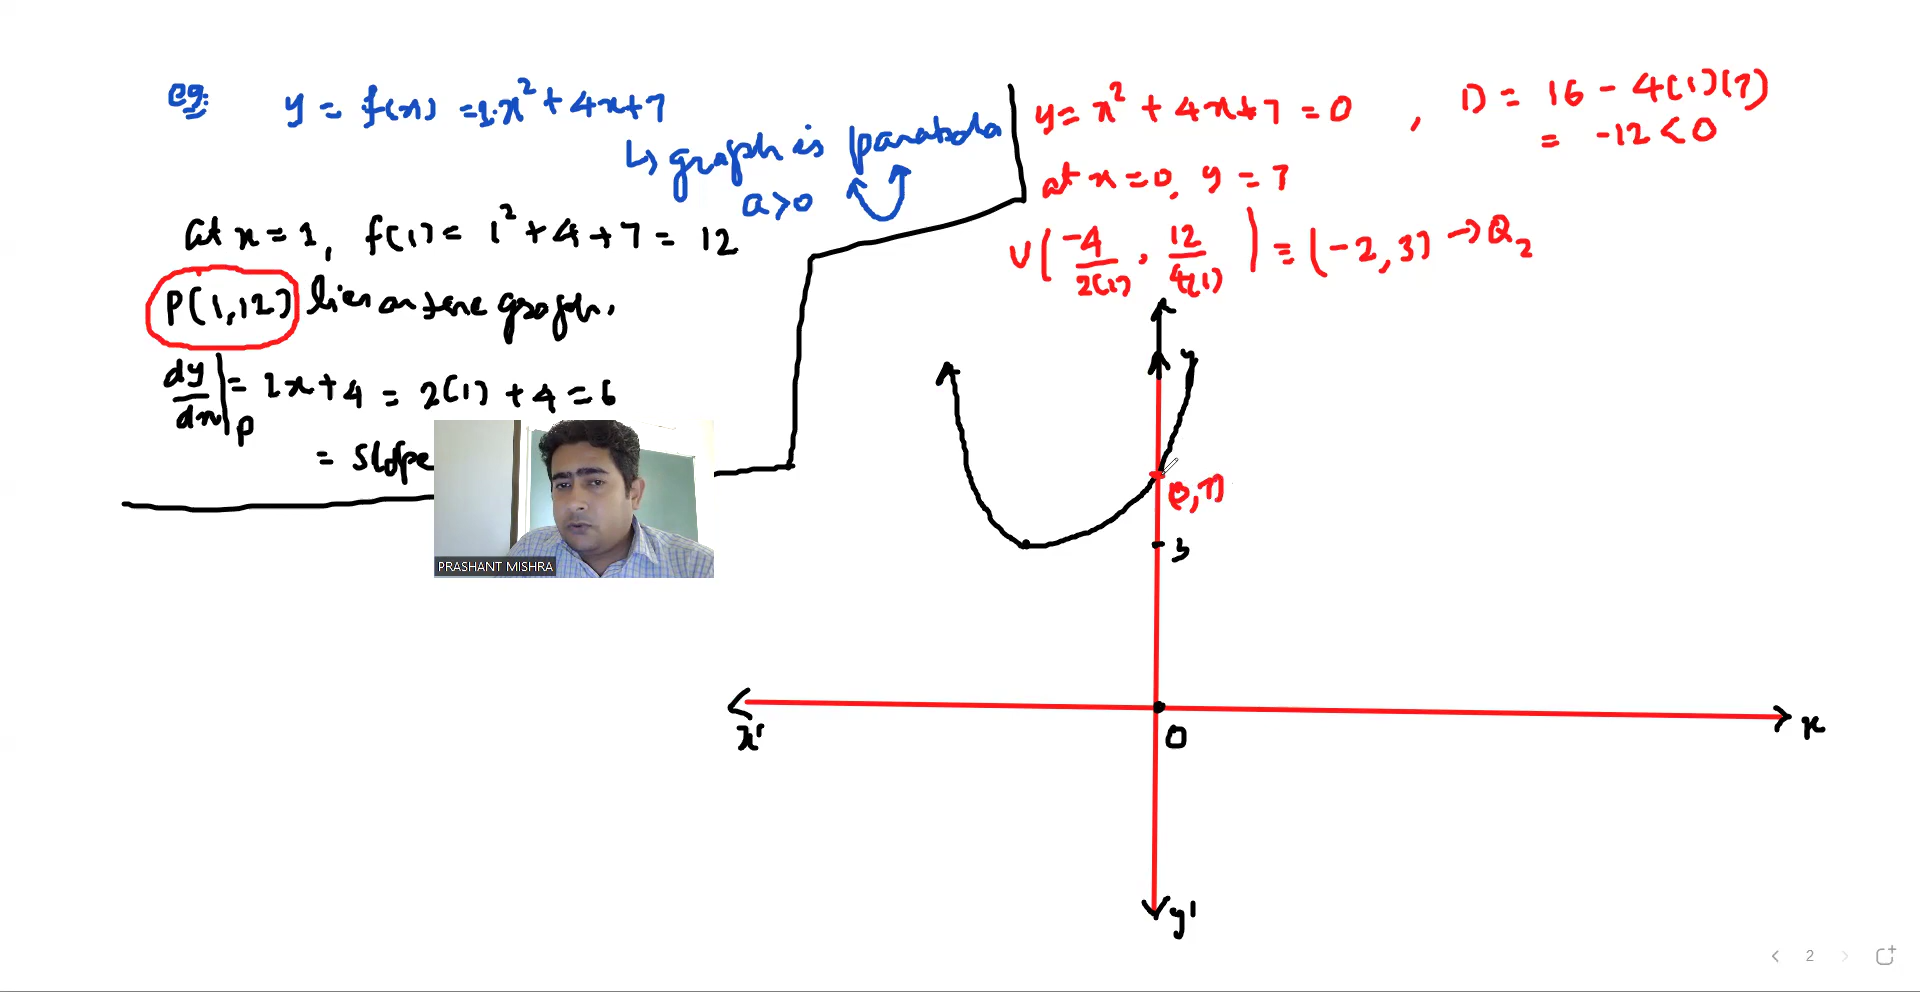 eg:
y = f(x) = 1·x² + 4x + 7
↳ graph is parabola
a > 0
at x = 1, f(1) = 1² + 4 + 7 = 12
P(1,12) lies on the graph.
dy/dx|P = 2x + 4 = 2(1) + 4 = 6
= slope
y = x² + 4x + 7 = 0 , D = 16 - 4(1)(7)
= -12 < 0
at x = 0, y = 7
V(-4/2(1), 12/4(1)) ≡ (-2, 3) → Q₂
y
(0,7)
3
x'
O
x
y'
PRASHANT MISHRA
2